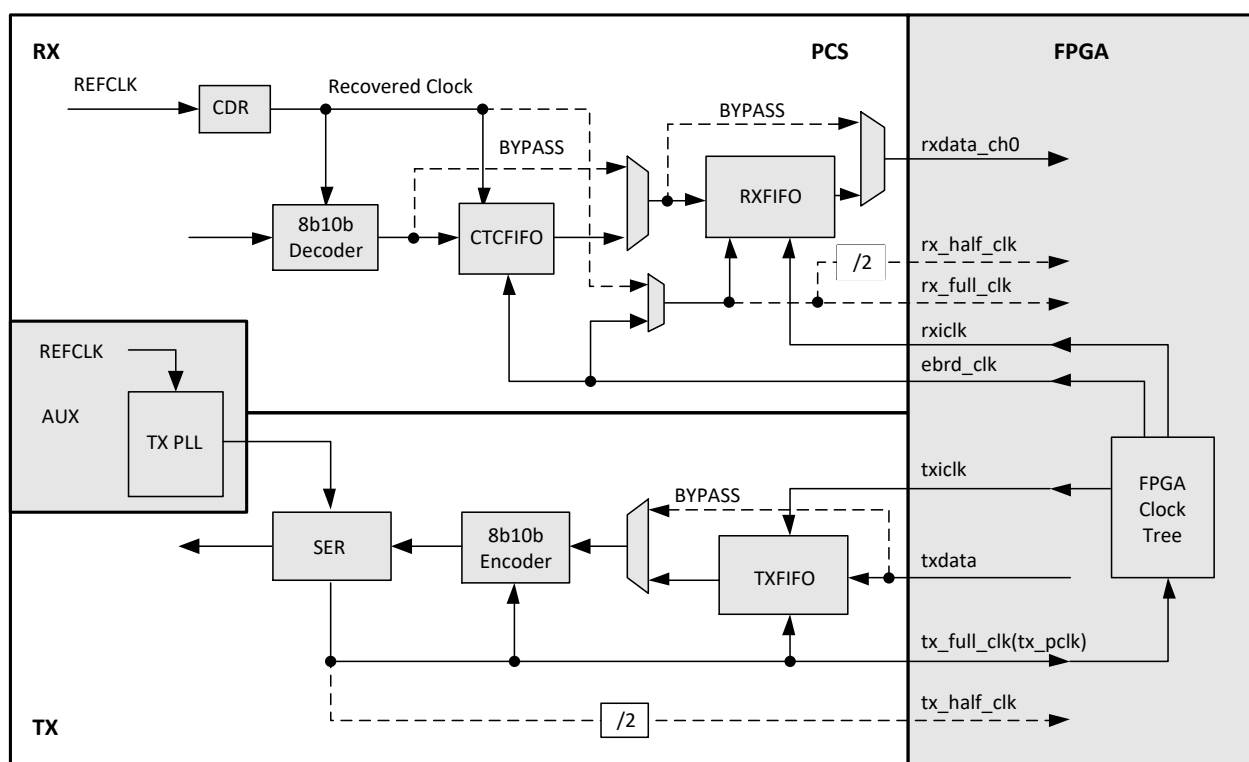 RX
PCS
FPGA
REFCLK
CDR
Recovered Clock
BYPASS
BYPASS
rxdata_ch0
8b10b
Decoder
CTCFIFO
RXFIFO
/2
rx_half_clk
rx_full_clk
rxiclk
ebrd_clk
REFCLK
AUX
TX PLL
SER
8b10b
Encoder
BYPASS
TXFIFO
txiclk
txdata
FPGA
Clock
Tree
tx_full_clk(tx_pclk)
tx_half_clk
/2
TX